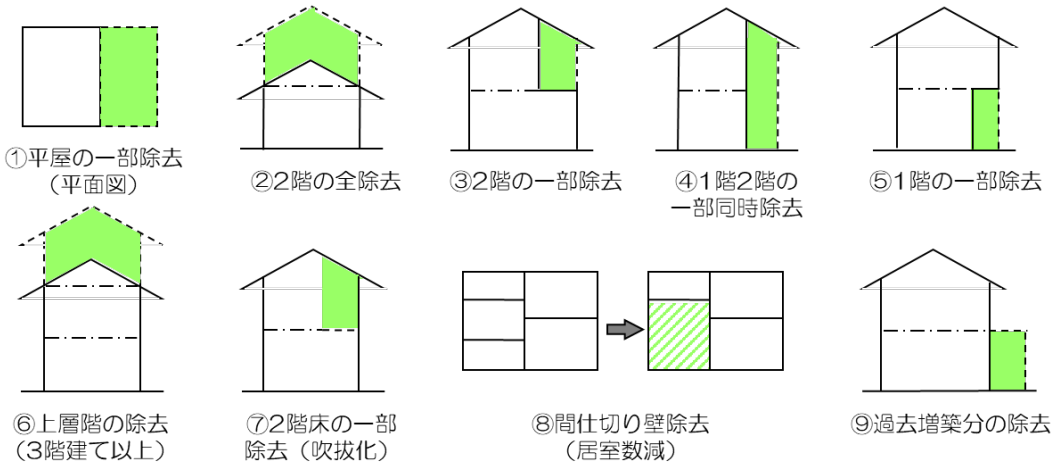 ①平屋の一部除去
（平面図）
②2階の全除去
③2階の一部除去
④1階2階の
一部同時除去
⑤1階の一部除去
⑥上層階の除去
（3階建て以上）
⑦2階床の一部
除去（吹抜化）
⑧間仕切り壁除去
（居室数減）
⑨過去増築分の除去